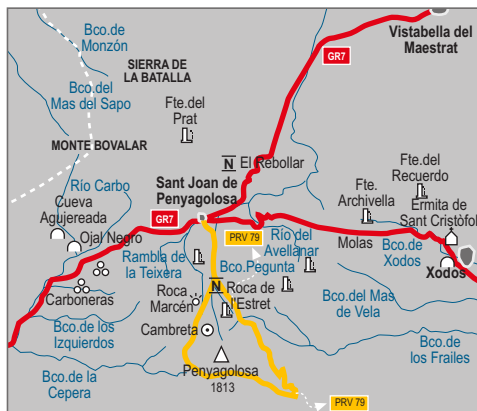 Bco.de
Monzón
Vistabella del
Maestrat
GR7
SIERRA DE
LA BATALLA
Bco.del
Mas del Sapo
Fte.del
Prat
MONTE BOVALAR
N El Rebollar
Fte.del
Recuerdo
Sant Joan de
Penyagolosa
Río Carbo
Fte.
Archivella
Cueva
Agujereada
Ermita de
Sant Cristófol
GR7
Ojal Negro
PRV 79
Río del
Avellanar
Molas
Bco.de
Xodos
Rambla de
la Teixera
Bco.Pegunta
Xodos
Carboneras
Roca
Marcén
N Roca de
l'Estret
Bco.del Mas
de Vela
Bco.de los
Izquierdos
Cambreta
Bco.de
los Frailes
Bco.de la
Cepera
Penyagolosa
1813
PRV 79